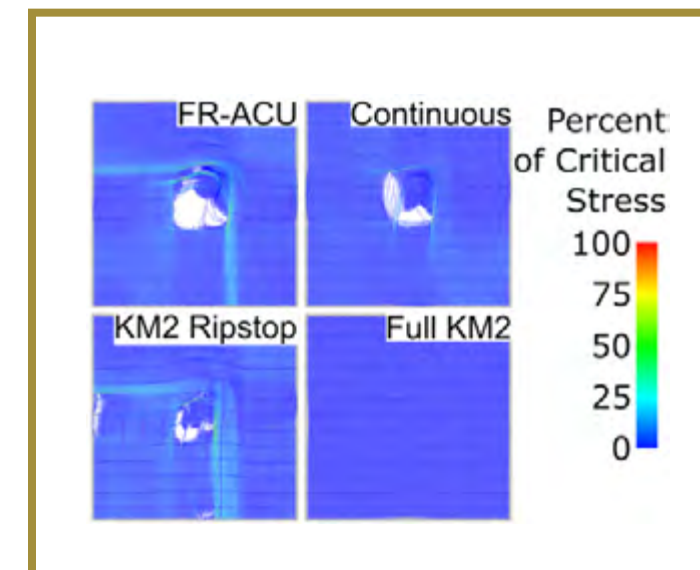 FR-ACU
Continuous
KM2 Ripstop
Full KM2
Percent
of Critical
Stress
100
75
50
25
0